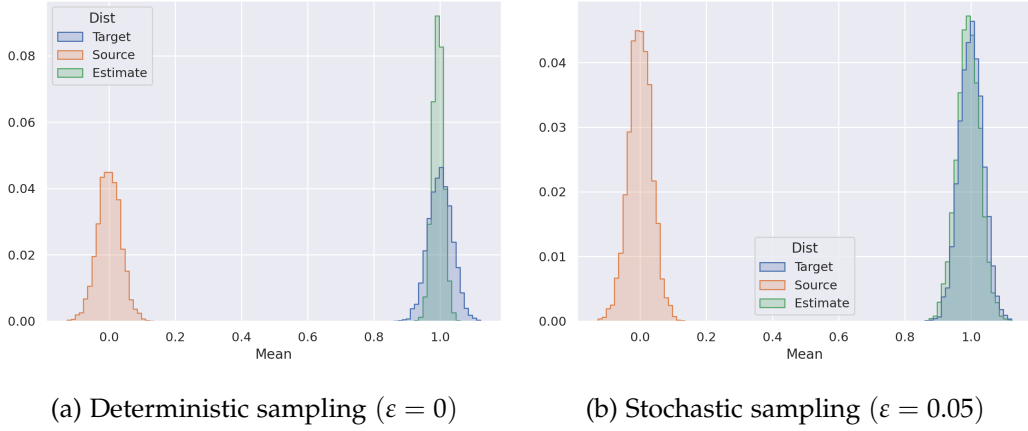 Dist
Target
Source
Estimate
0.08
0.06
0.04
0.02
0.00
0.0 0.2 0.4 0.6 0.8 1.0
Mean
(a) Deterministic sampling (ε = 0)
0.04
0.03
0.02
0.01
0.00
Dist
Target
Source
Estimate
0.0 0.2 0.4 0.6 0.8 1.0
Mean
(b) Stochastic sampling (ε = 0.05)